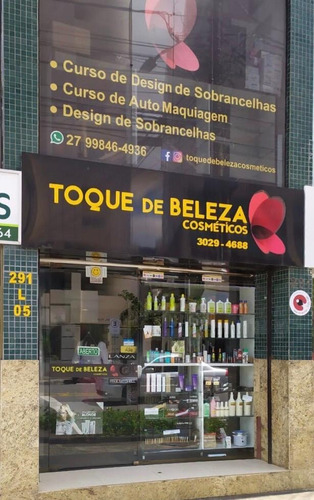 • Curso de Design de Sobrancelhas
• Curso de Auto Maquiagem
• Design de Sobrancelhas
27 99846-4936
toquedebelezacosmeticos
S
64
TOQUE DE BELEZA
COSMÉTICOS
3029-4688
291
L
05
ABERTO
L'ANZA
TOQUE DE BELEZA